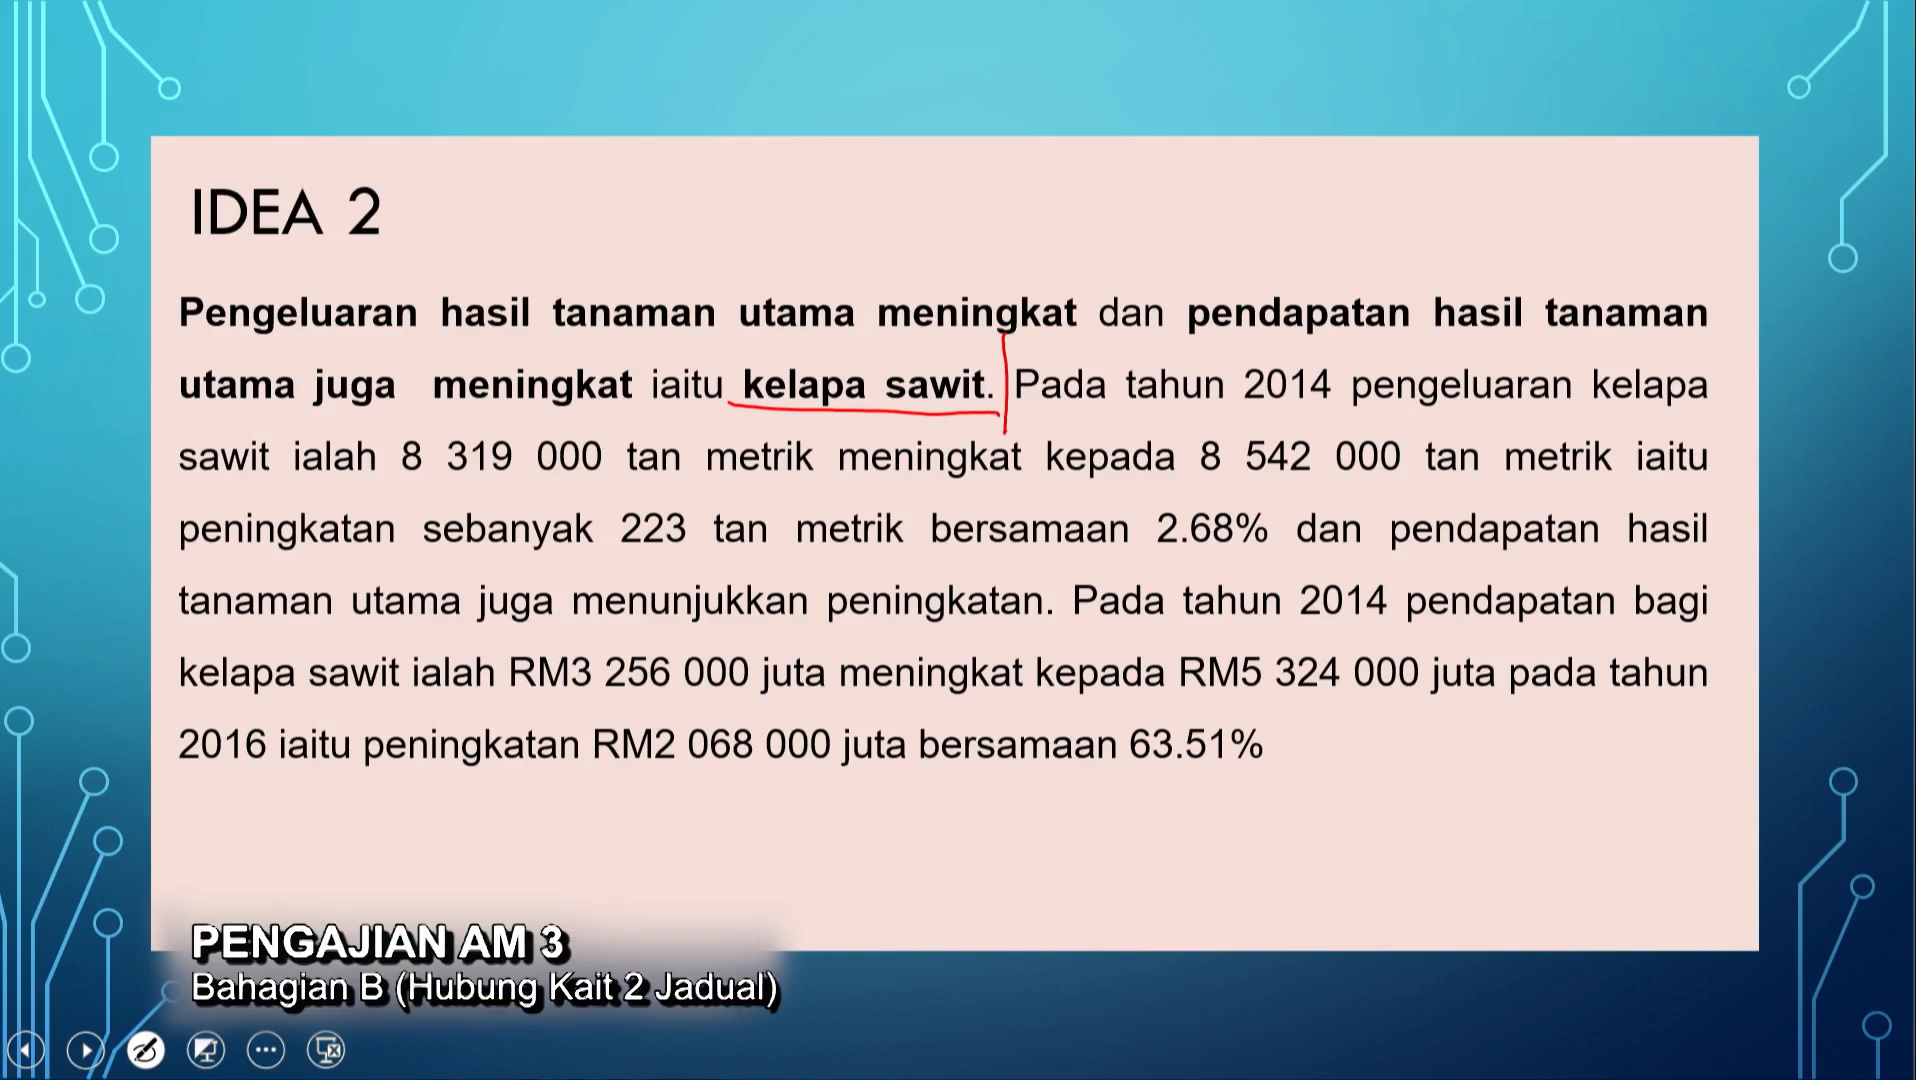 IDEA 2
Pengeluaran hasil tanaman utama meningkat dan pendapatan hasil tanaman
utama juga meningkat iaitu kelapa sawit. Pada tahun 2014 pengeluaran kelapa
sawit ialah 8 319 000 tan metrik meningkat kepada 8 542 000 tan metrik iaitu
peningkatan sebanyak 223 tan metrik bersamaan 2.68% dan pendapatan hasil
tanaman utama juga menunjukkan peningkatan. Pada tahun 2014 pendapatan bagi
kelapa sawit ialah RM3 256 000 juta meningkat kepada RM5 324 000 juta pada tahun
2016 iaitu peningkatan RM2 068 000 juta bersamaan 63.51%
PENGAJIAN AM 3
Bahagian B (Hubung Kait 2 Jadual)